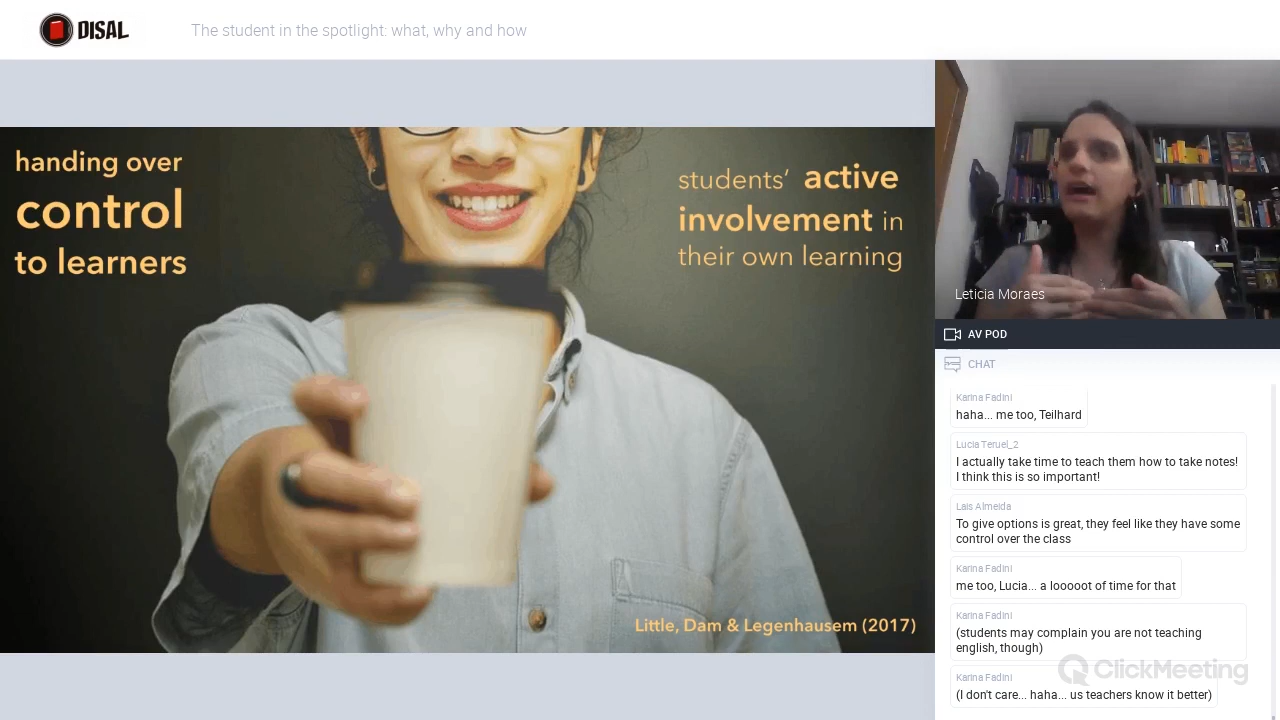 DISAL
The student in the spotlight: what, why and how
handing over
control
to learners
students’ active
involvement in
their own learning
Little, Dam & Legenhausem (2017)
Leticia Moraes
AV POD
CHAT
Karina Fadini
haha... me too, Teilhard
Lucia Teruel_2
I actually take time to teach them how to take notes!
I think this is so important!
Lais Almeida
To give options is great, they feel like they have some
control over the class
Karina Fadini
me too, Lucia... a looooot of time for that
Karina Fadini
(students may complain you are not teaching
english, though)
Karina Fadini
(I don't care... haha... us teachers know it better)
ClickMeeting